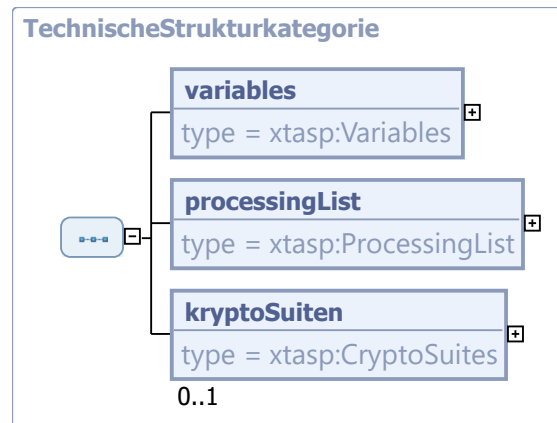 TechnischeStrukturkategorie
variables
type = xtasp:Variables
processingList
type = xtasp:ProcessingList
kryptoSuiten
type = xtasp:CryptoSuites
0..1